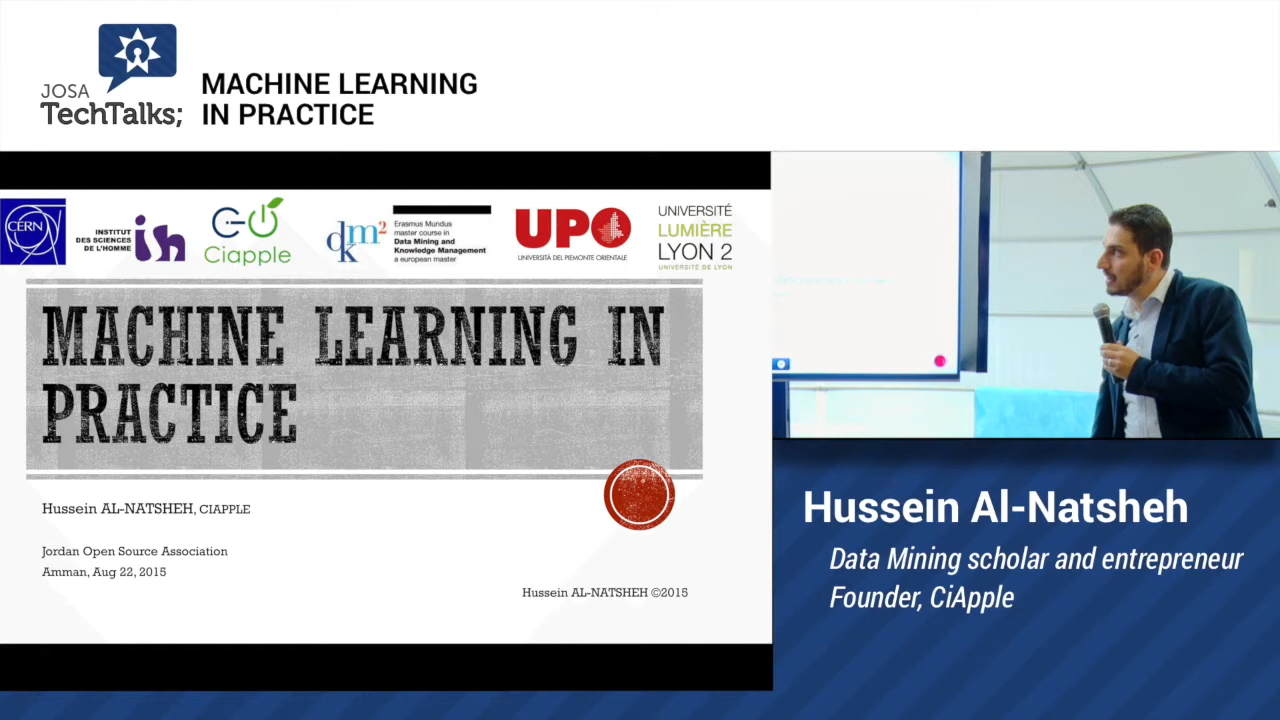 JOSA
TechTalks;
MACHINE LEARNING
IN PRACTICE
CERN
INSTITUT
DES SCIENCES
DE L'HOMME
ish
Ciapple
dkm²
Erasmus Mundus
master course in
Data Mining and
Knowledge Management
a european master
UPO
UNIVERSITÀ DEL PIEMONTE ORIENTALE
UNIVERSITÉ
LUMIÈRE
LYON 2
UNIVERSITÉ DE LYON
MACHINE LEARNING IN
PRACTICE
Hussein AL-NATSHEH, CIAPPLE
Jordan Open Source Association
Amman, Aug 22, 2015
Hussein AL-NATSHEH ©2015
Hussein Al-Natsheh
Data Mining scholar and entrepreneur
Founder, CiApple